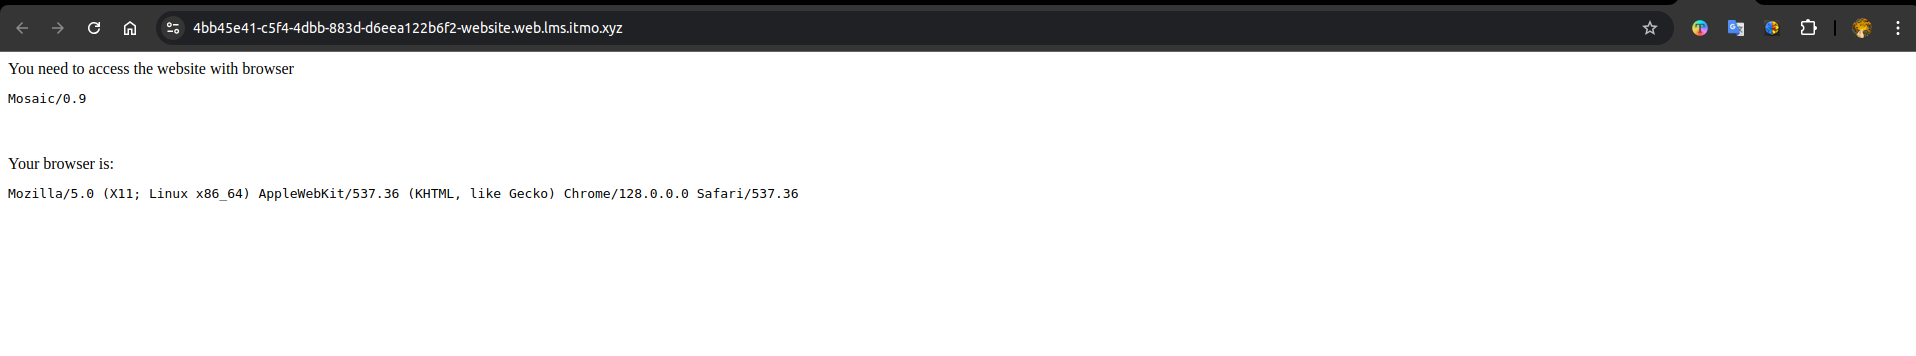 4bb45e41-c5f4-4dbb-883d-d6eea122b6f2-website.web.lms.itmo.xyz
You need to access the website with browser
Mosaic/0.9
Your browser is:
Mozilla/5.0 (X11; Linux x86_64) AppleWebKit/537.36 (KHTML, like Gecko) Chrome/128.0.0.0 Safari/537.36